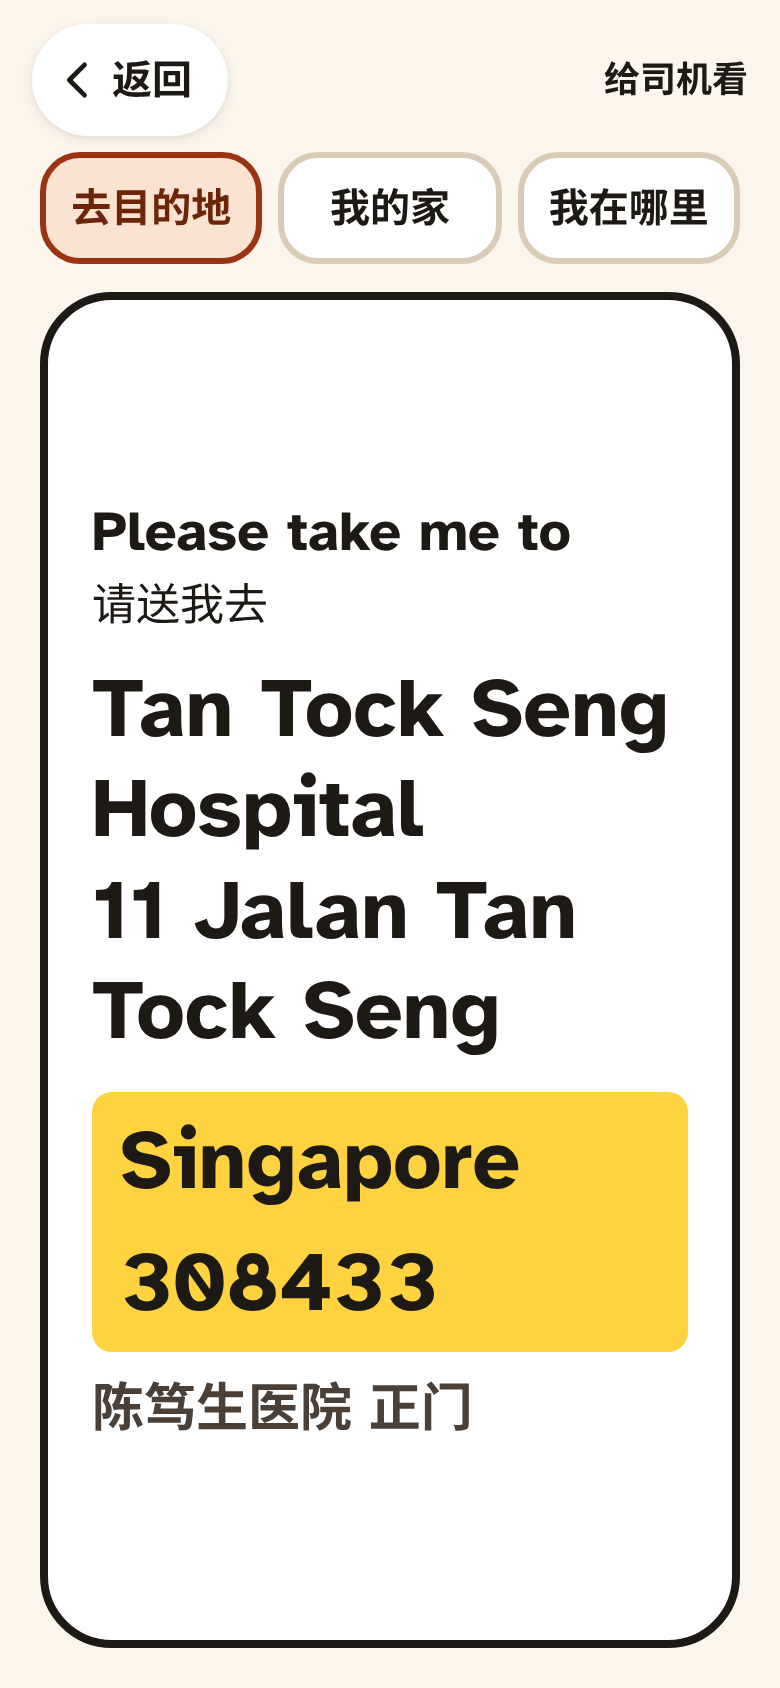 返回
给司机看
去目的地
我的家
我在哪里
Please take me to
请送我去
Tan Tock Seng
Hospital
11 Jalan Tan
Tock Seng
Singapore
308433
陈笃生医院 正门